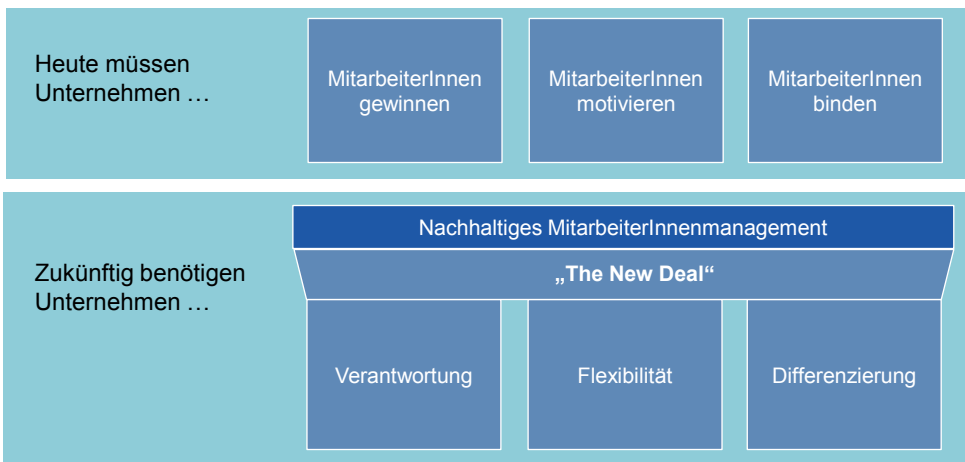 Heute müssen
Unternehmen …
MitarbeiterInnen
gewinnen
MitarbeiterInnen
motivieren
MitarbeiterInnen
binden
Nachhaltiges MitarbeiterInnenmanagement
„The New Deal“
Zukünftig benötigen
Unternehmen …
Verantwortung
Flexibilität
Differenzierung